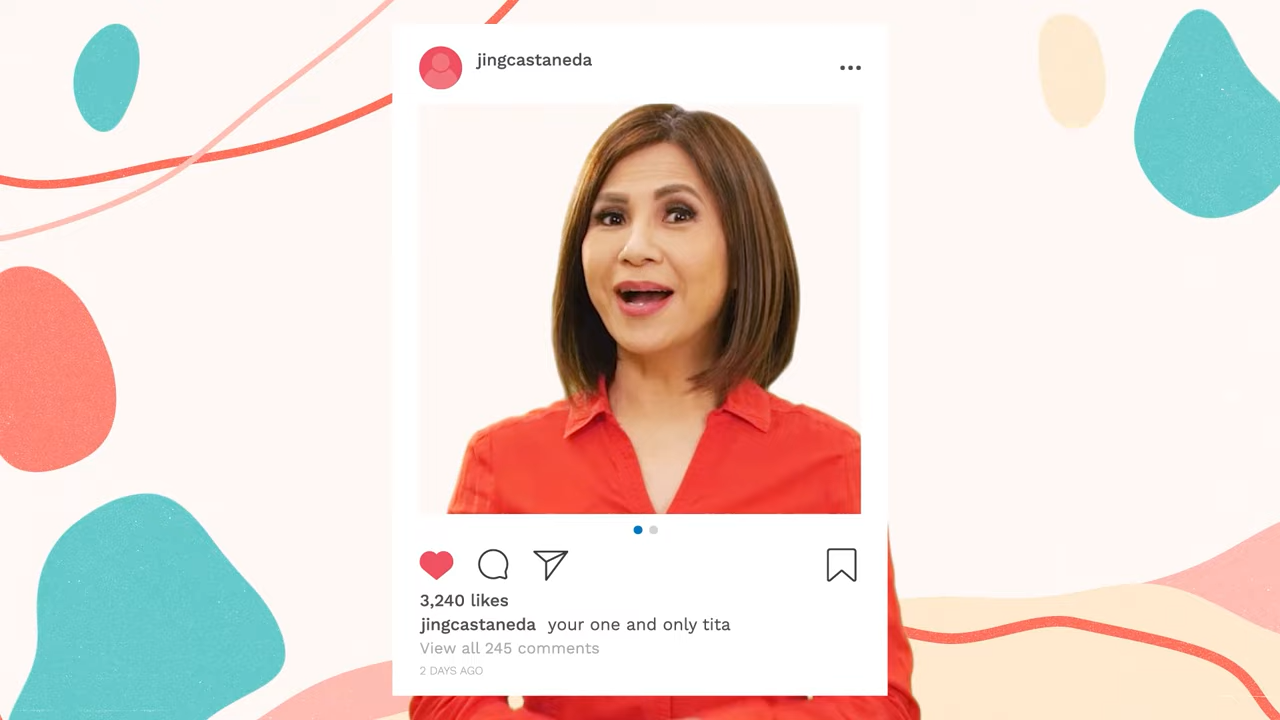 jingcastaneda
3,240 likes
jingcastaneda your one and only tita
View all 245 comments
2 DAYS AGO